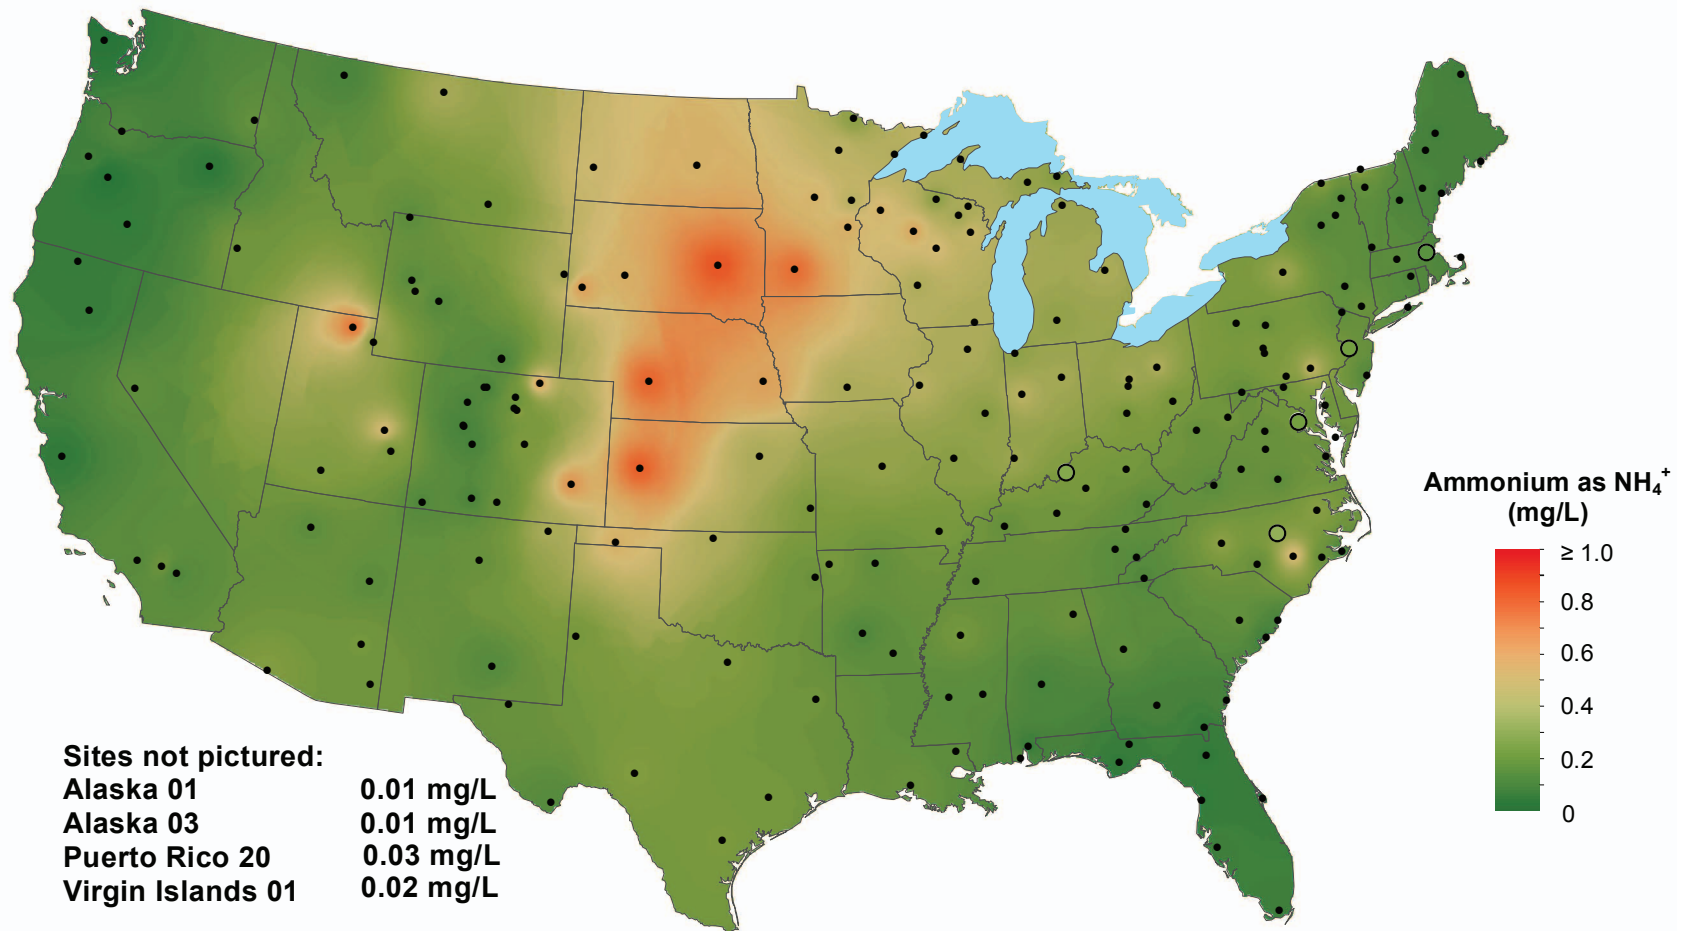 Ammonium as NH₄⁺
(mg/L)
≥ 1.0
0.8
0.6
0.4
0.2
0
Sites not pictured:
Alaska 01 0.01 mg/L
Alaska 03 0.01 mg/L
Puerto Rico 20 0.03 mg/L
Virgin Islands 01 0.02 mg/L